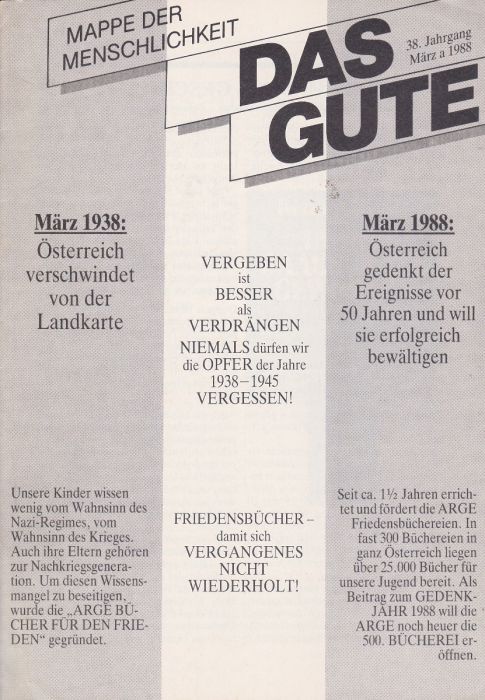 MAPPE DER
MENSCHLICHKEIT
DAS
GUTE
38. Jahrgang
März a 1988
März 1938:
Österreich
verschwindet
von der
Landkarte
VERGEBEN
ist
BESSER
als
VERDRÄNGEN
NIEMALS dürfen wir
die OPFER der Jahre
1938–1945
VERGESSEN!
März 1988:
Österreich
gedenkt der
Ereignisse vor
50 Jahren und will
sie erfolgreich
bewältigen
Unsere Kinder wissen
wenig vom Wahnsinn des
Nazi-Regimes, vom
Wahnsinn des Krieges.
Auch ihre Eltern gehören
zur Nachkriegsgenera-
tion. Um diesen Wissens-
mangel zu beseitigen,
wurde die „ARGE BÜ-
CHER FÜR DEN FRIE-
DEN“ gegründet.
FRIEDENSBÜCHER –
damit sich
VERGANGENES
NICHT
WIEDERHOLT!
Seit ca. 1½ Jahren errich-
tet und fördert die ARGE
Friedensbüchereien. In
fast 300 Büchereien in
ganz Österreich liegen
über 25.000 Bücher für
unsere Jugend bereit. Als
Beitrag zum GEDENK-
JAHR 1988 will die
ARGE noch heuer die
500. BÜCHEREI er-
öffnen.